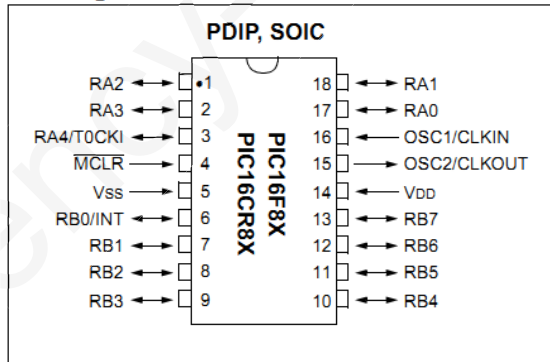 PDIP, SOIC
RA2 •1 18 RA1
RA3 2 17 RA0
RA4/T0CKI 3 16 OSC1/CLKIN
MCLR 4 15 OSC2/CLKOUT
VSS 5 14 VDD
RB0/INT 6 13 RB7
RB1 7 12 RB6
RB2 8 11 RB5
RB3 9 10 RB4
PIC16F8X
PIC16CR8X